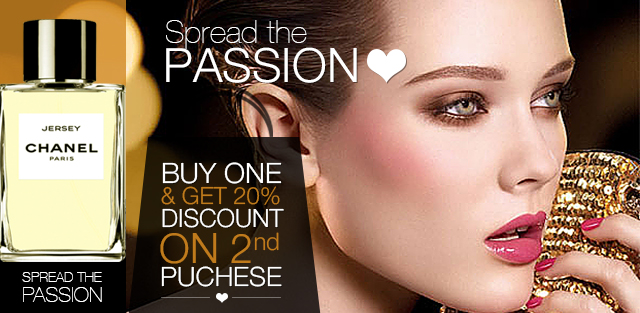 Spread the
PASSION
JERSEY
CHANEL
PARIS
SPREAD THE
PASSION
BUY ONE
& GET 20%
DISCOUNT
ON 2nd
PUCHESE